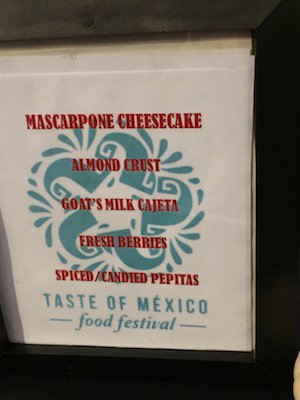 MASCARPONE CHEESECAKE
ALMOND CRUST
GOAT'S MILK CAJETA
FRESH BERRIES
SPICED/CANDIED PEPITAS
TASTE OF MÉXICO
food festival